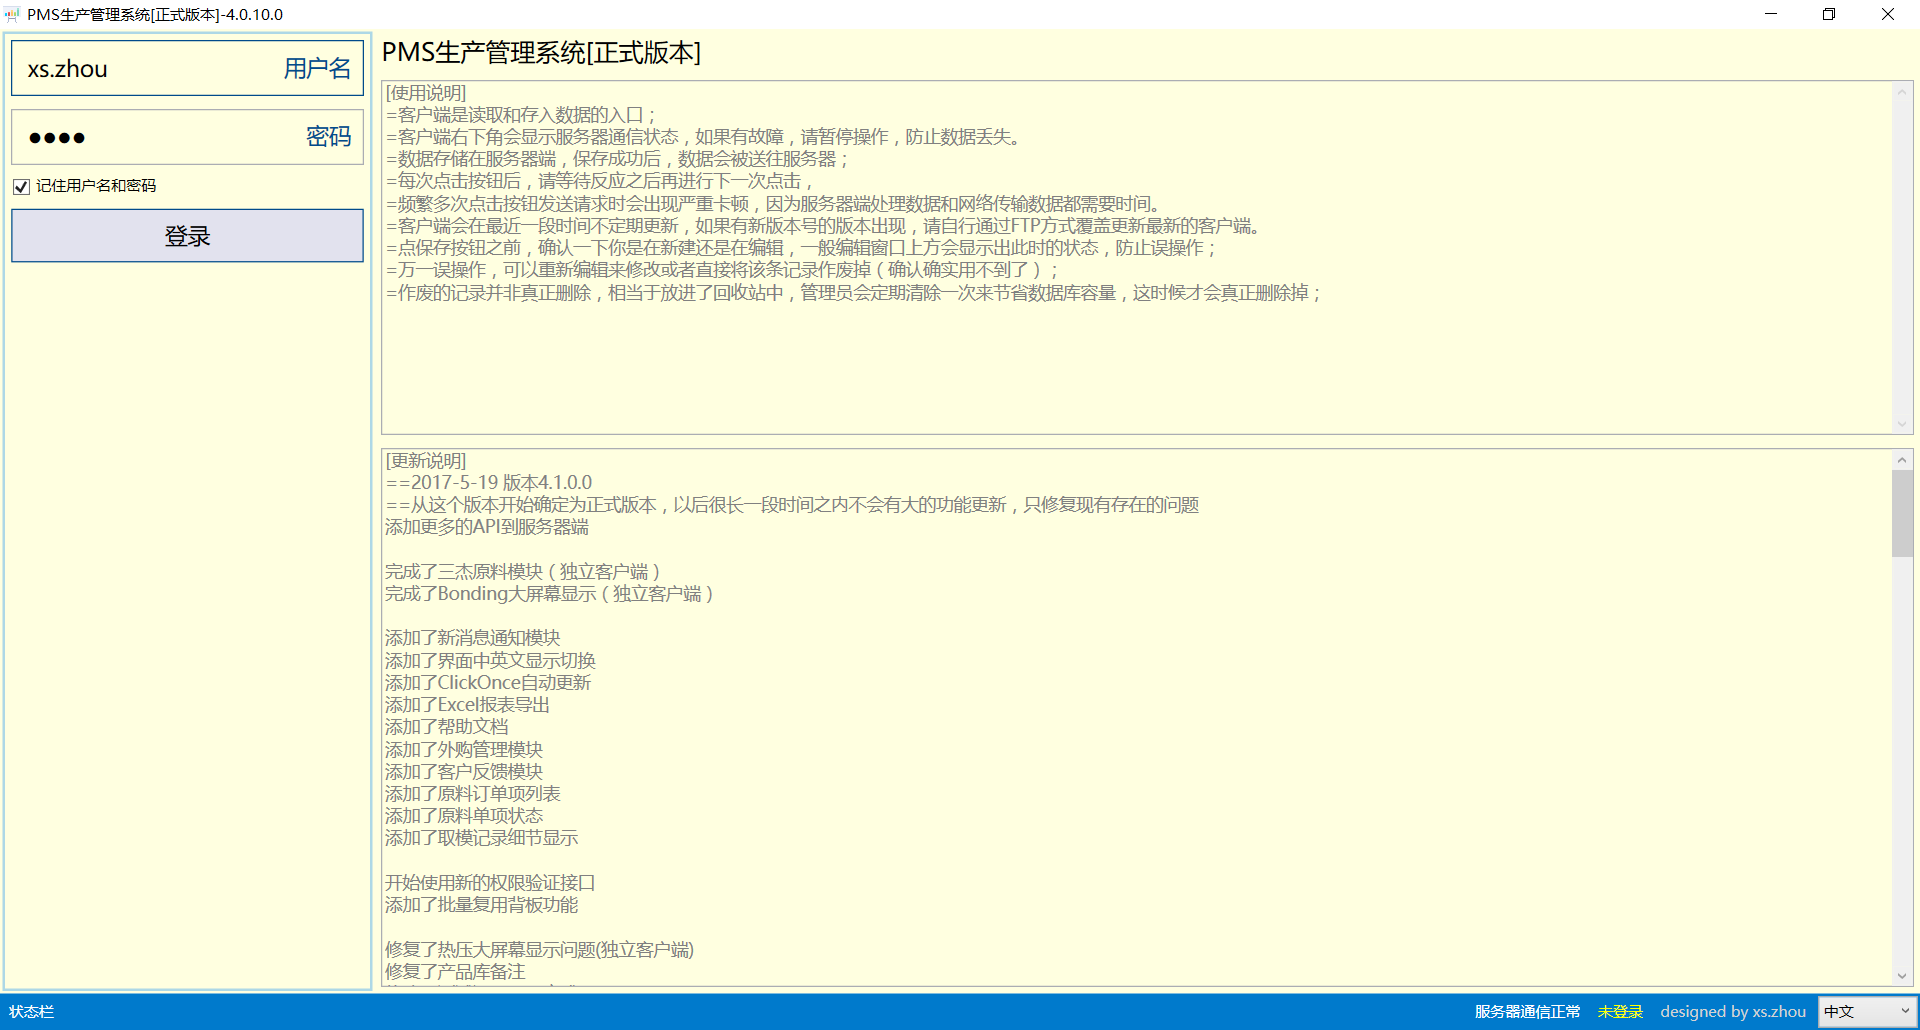 PMS生产管理系统[正式版本]-4.0.10.0
xs.zhou 用户名
●●●● 密码
记住用户名和密码
登录
PMS生产管理系统[正式版本]
[使用说明]
=客户端是读取和存入数据的入口；
=客户端右下角会显示服务器通信状态，如果有故障，请暂停操作，防止数据丢失。
=数据存储在服务器端，保存成功后，数据会被送往服务器；
=每次点击按钮后，请等待反应之后再进行下一次点击，
=频繁多次点击按钮发送请求时会出现严重卡顿，因为服务器端处理数据和网络传输数据都需要时间。
=客户端会在最近一段时间不定期更新，如果有新版本号的版本出现，请自行通过FTP方式覆盖更新最新的客户端。
=点保存按钮之前，确认一下你是在新建还是在编辑，一般编辑窗口上方会显示出此时的状态，防止误操作；
=万一误操作，可以重新编辑来修改或者直接将该条记录作废掉（确认确实用不到了）；
=作废的记录并非真正删除，相当于放进了回收站中，管理员会定期清除一次来节省数据库容量，这时候才会真正删除掉；
[更新说明]
==2017-5-19 版本4.1.0.0
==从这个版本开始确定为正式版本，以后很长一段时间之内不会有大的功能更新，只修复现有存在的问题
添加更多的API到服务器端
完成了三杰原料模块（独立客户端）
完成了Bonding大屏幕显示（独立客户端）
添加了新消息通知模块
添加了界面中英文显示切换
添加了ClickOnce自动更新
添加了Excel报表导出
添加了帮助文档
添加了外购管理模块
添加了客户反馈模块
添加了原料订单项列表
添加了原料单项状态
添加了取模记录细节显示
开始使用新的权限验证接口
添加了批量复用背板功能
修复了热压大屏幕显示问题(独立客户端)
修复了产品库备注
状态栏
服务器通信正常 未登录 designed by xs.zhou 中文